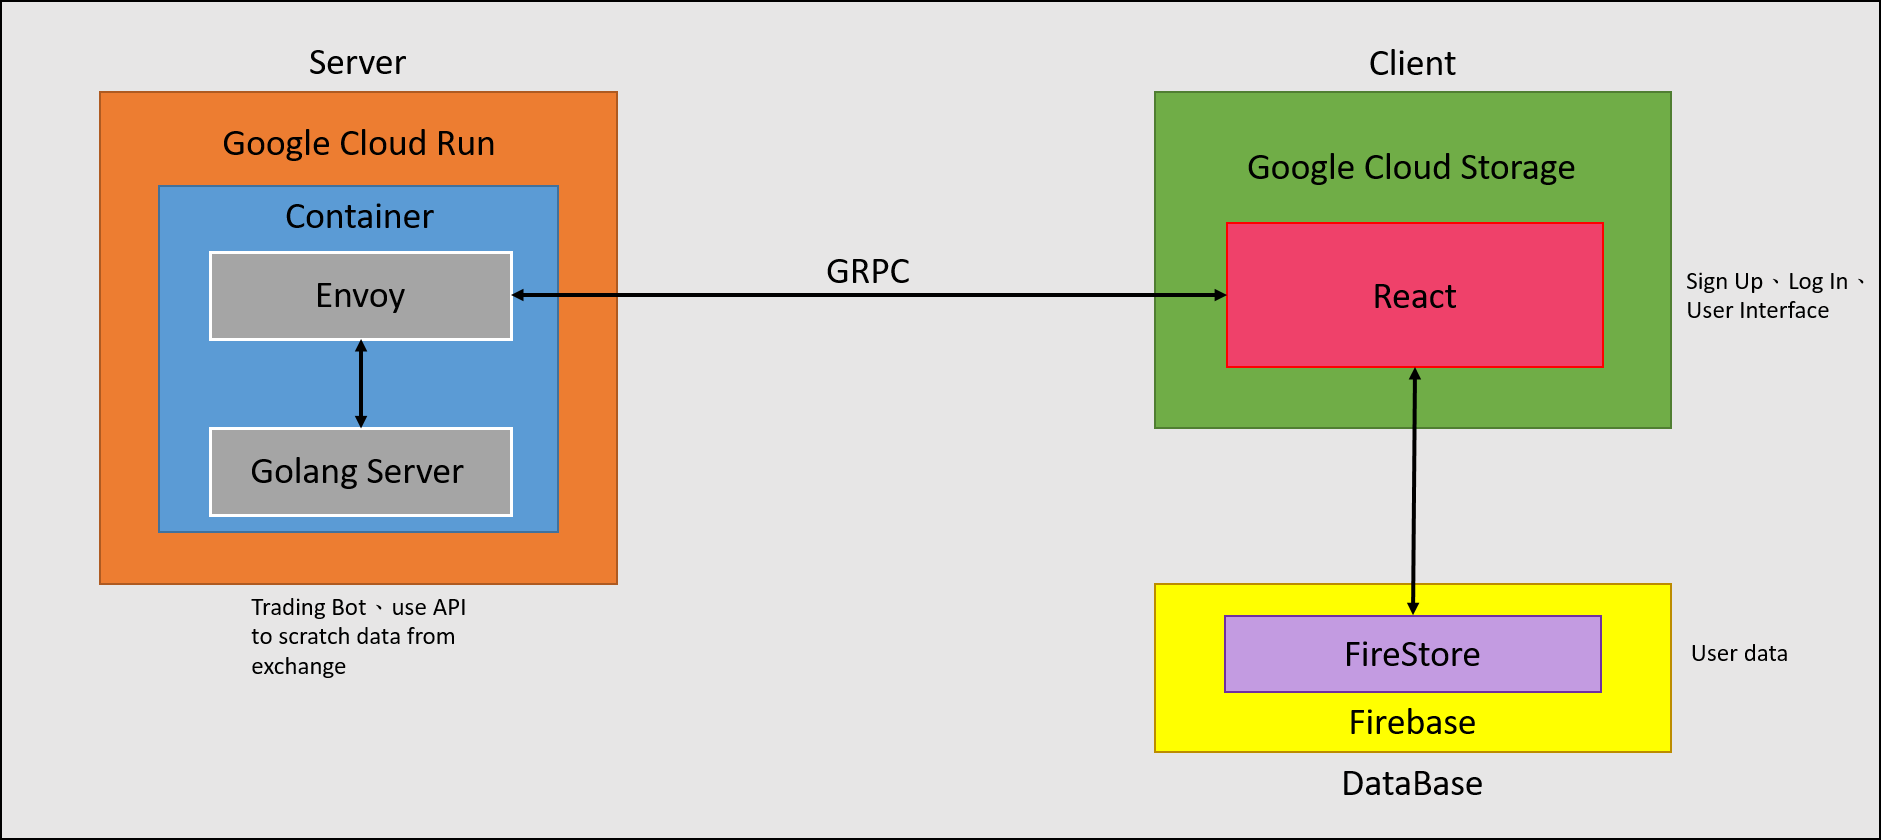 Server
Google Cloud Run
Container
Envoy
Golang Server
Trading Bot、use API
to scratch data from
exchange
GRPC
Client
Google Cloud Storage
React
Sign Up、Log In、
User Interface
FireStore
Firebase
User data
DataBase